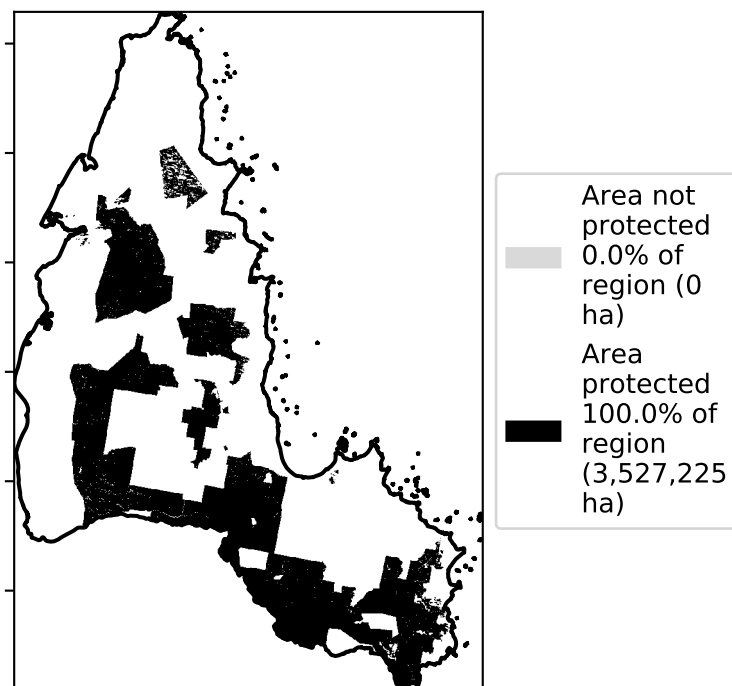 Area not
protected
0.0% of
region (0
ha)
Area
protected
100.0% of
region
(3,527,225
ha)